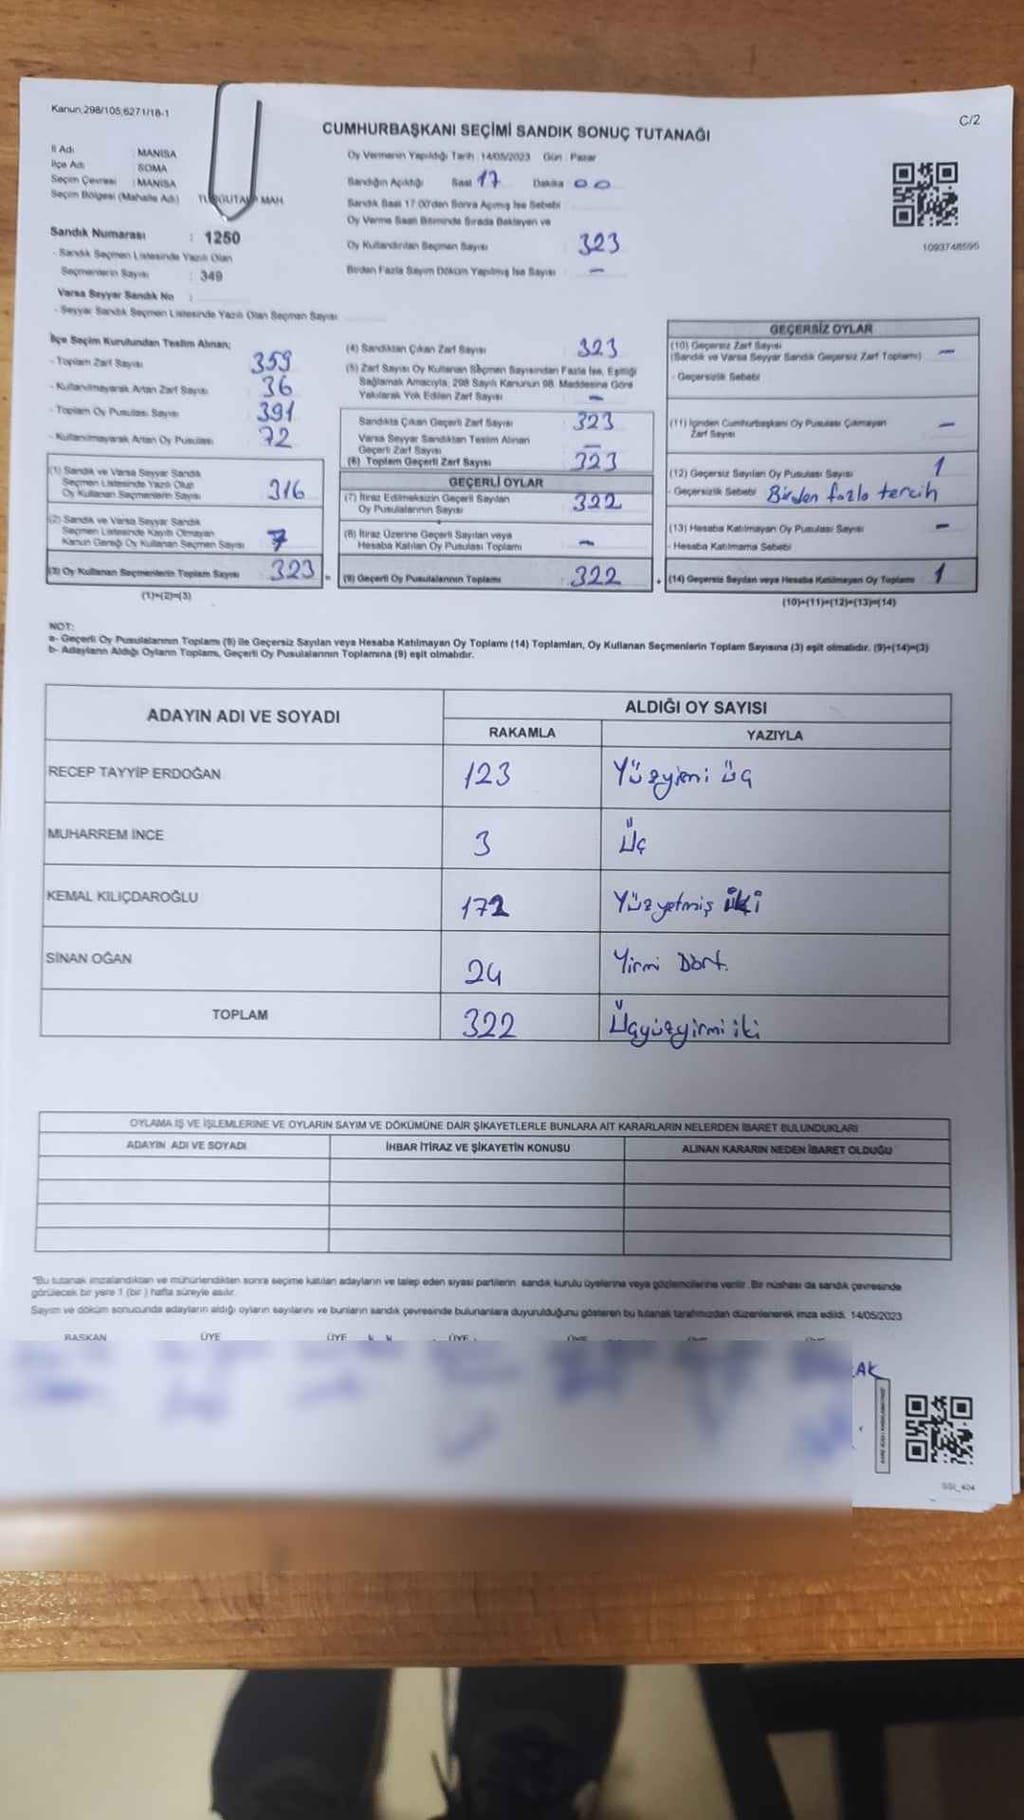 Kanun;298/105;6271/18-1
C/2
CUMHURBAŞKANI SEÇİMİ SANDIK SONUÇ TUTANAĞI
İl Adı : MANİSA
İlçe Adı : SOMA
Seçim Çevresi : MANİSA
Seçim Bölgesi (Mahalle Adı) MAH
Sandık Numarası : 1250
- Sandık Seçmen Listesinde Yazılı Olan
Seçmenlerin Sayısı : 349
Varsa Seyyar Sandık No :
- Seyyar Sandık Seçmen Listesinde Yazılı Olan Seçmen Sayısı
Oy Vermenin Yapıldığı Tarih : 14/05/2023 Gün : Pazar
Sandığın Açıldığı Saat 17 Dakika 00
Sandık Saat 17:00'den Sonra Açılmış İse Sebebi
Oy Verme Saati Bitiminde Sırada Bekleyen ve
Oy Kullandırılan Seçmen Sayısı 323
Birden Fazla Sayım Döküm Yapılmış İse Sayısı –
1093748595
İlçe Seçim Kurulundan Teslim Alınan;
- Toplam Zarf Sayısı 359
- Kullanılmayarak Artan Zarf Sayısı 36
- Toplam Oy Pusulası Sayısı 391
- Kullanılmayarak Artan Oy Pusulası 72
(1) Sandık ve Varsa Seyyar Sandık
Seçmen Listesinde Yazılı Olup
Oy Kullanan Seçmenlerin Sayısı 316
(2) Sandık ve Varsa Seyyar Sandık
Seçmen Listesinde Kayıtlı Olmayan
Kanun Gereği Oy Kullanan Seçmen Sayısı 7
(3) Oy Kullanan Seçmenlerin Toplam Sayısı 323
(1)+(2)=(3)
(4) Sandıktan Çıkan Zarf Sayısı 323
(5) Zarf Sayısı Oy Kullanan Seçmen Sayısından Fazla İse, Eşitliği
Sağlamak Amacıyla, 298 Sayılı Kanunun 98. Maddesine Göre
Yakılarak Yok Edilen Zarf Sayısı –
Sandıkta Çıkan Geçerli Zarf Sayısı 323
Varsa Seyyar Sandıktan Teslim Alınan
Geçerli Zarf Sayısı –
(6) Toplam Geçerli Zarf Sayısı 323
GEÇERLİ OYLAR
(7) İtiraz Edilmeksizin Geçerli Sayılan
Oy Pusulalarının Sayısı 322
(8) İtiraz Üzerine Geçerli Sayılan veya
Hesaba Katılan Oy Pusulası Toplamı –
(9) Geçerli Oy Pusulalarının Toplamı 322
GEÇERSİZ OYLAR
(10) Geçersiz Zarf Sayısı
(Sandık ve Varsa Seyyar Sandık Geçersiz Zarf Toplamı) –
- Geçersizlik Sebebi
(11) İçinden Cumhurbaşkanı Oy Pusulası Çıkmayan
Zarf Sayısı –
(12) Geçersiz Sayılan Oy Pusulası Sayısı 1
- Geçersizlik Sebebi Birden fazla tercih
(13) Hesaba Katılmayan Oy Pusulası Sayısı –
- Hesaba Katılmama Sebebi
(14) Geçersiz Sayılan veya Hesaba Katılmayan Oy Toplamı 1
(10)+(11)+(12)+(13)=(14)
NOT:
a- Geçerli Oy Pusulalarının Toplamı (9) ile Geçersiz Sayılan veya Hesaba Katılmayan Oy Toplamı (14) Toplamları, Oy Kullanan Seçmenlerin Toplam Sayısına (3) eşit olmalıdır. (9)+(14)=(3)
b- Adayların Aldığı Oyların Toplamı, Geçerli Oy Pusulalarının Toplamına (9) eşit olmalıdır.
ADAYIN ADI VE SOYADI
ALDIĞI OY SAYISI
RAKAMLA YAZIYLA
RECEP TAYYİP ERDOĞAN 123 Yüzyirmi üç
MUHARREM İNCE 3 Üç
KEMAL KILIÇDAROĞLU 172 Yüzyetmiş iki
SİNAN OĞAN 24 Yirmi Dört.
TOPLAM 322 Üçyüzyirmi iki
OYLAMA İŞ VE İŞLEMLERİNE VE OYLARIN SAYIM VE DÖKÜMÜNE DAİR ŞİKAYETLERLE BUNLARA AİT KARARLARIN NELERDEN İBARET BULUNDUKLARI
ADAYIN ADI VE SOYADI İHBAR İTİRAZ VE ŞİKAYETİN KONUSU ALINAN KARARIN NEDEN İBARET OLDUĞU
*Bu tutanak imzalandıktan ve mühürlendikten sonra seçime katılan adayların ve talep eden siyasi partilerin sandık kurulu üyelerine veya gözlemcilerine verilir. Bir nüshası da sandık çevresinde
görülecek bir yere 1 (bir) hafta süreyle asılır.
Sayım ve döküm sonucunda adayların aldığı oyların sayılarını ve bunların sandık çevresinde bulunanlara duyurulduğunu gösteren bu tutanak tarafımızdan düzenlenerek imza edildi. 14/05/2023
BAŞKAN ÜYE ÜYE ÜYE
AK